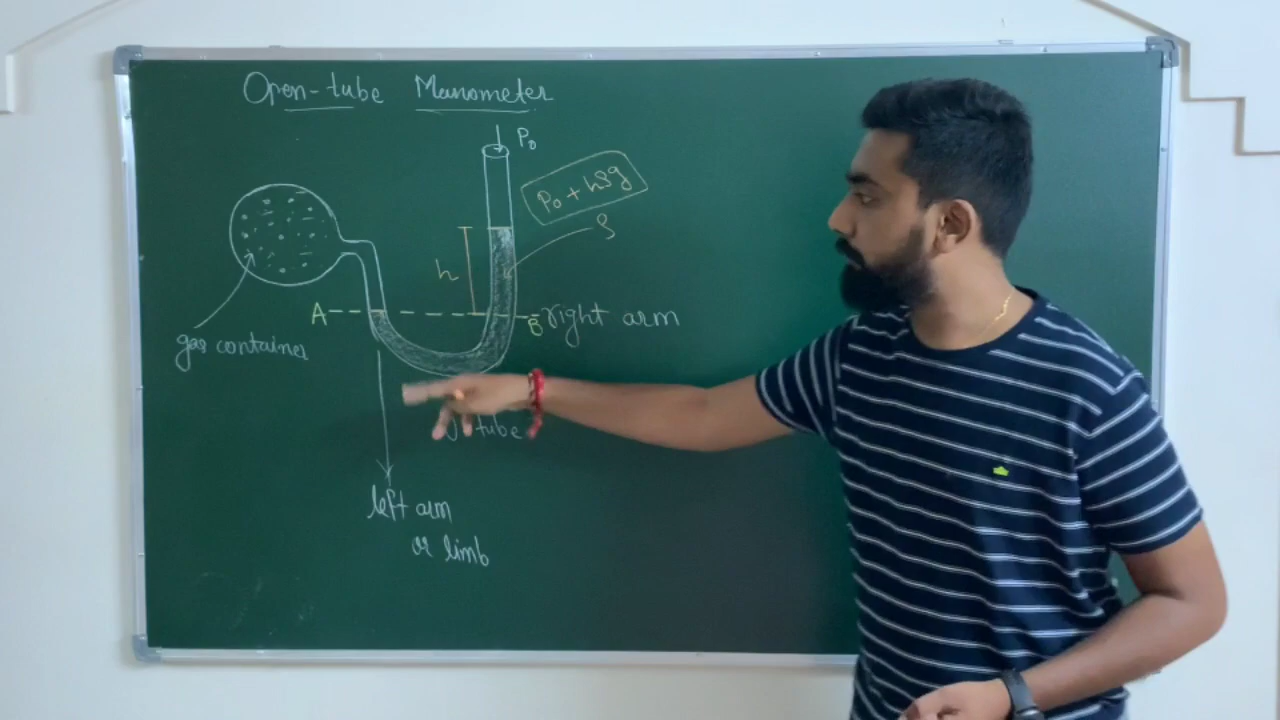 Open-tube Manometer
P₀
P₀ + hρg
ρ
h
A
B
right arm
gas container
tube
left arm
or limb